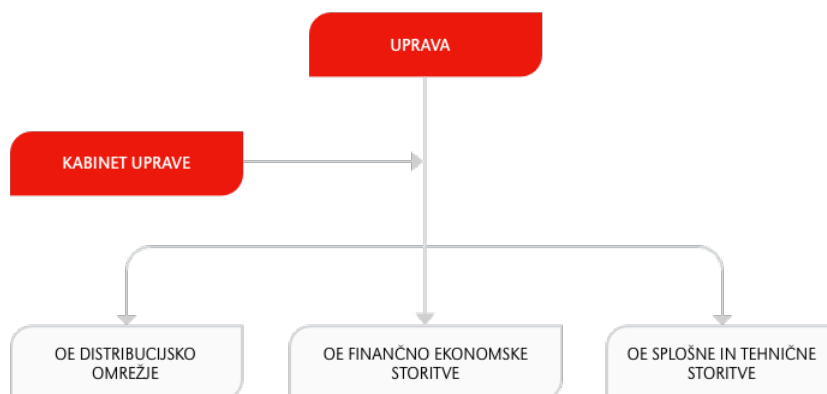 UPRAVA
KABINET UPRAVE
OE DISTRIBUCIJSKO
OMREŽJE
OE FINANČNO EKONOMSKE
STORITVE
OE SPLOŠNE IN TEHNIČNE
STORITVE